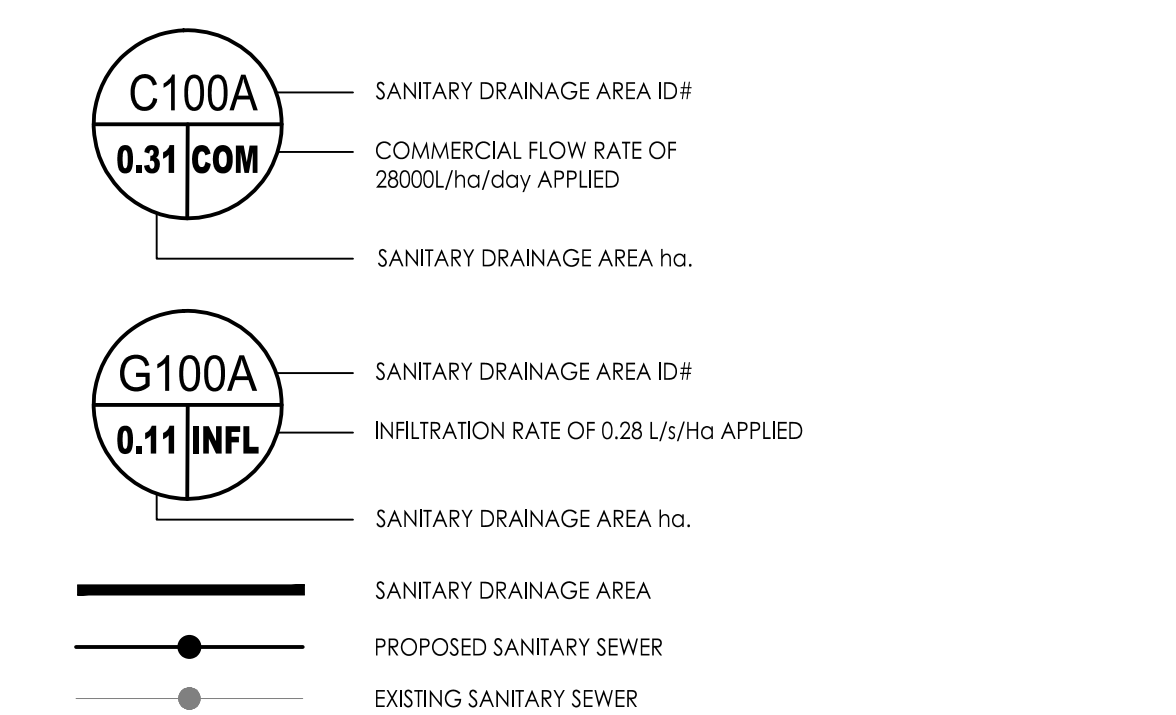 C100A
SANITARY DRAINAGE AREA ID#
0.31 COM
COMMERCIAL FLOW RATE OF
28000L/ha/day APPLIED
SANITARY DRAINAGE AREA ha.
G100A
SANITARY DRAINAGE AREA ID#
0.11 INFL
INFILTRATION RATE OF 0.28 L/s/Ha APPLIED
SANITARY DRAINAGE AREA ha.
SANITARY DRAINAGE AREA
PROPOSED SANITARY SEWER
EXISTING SANITARY SEWER